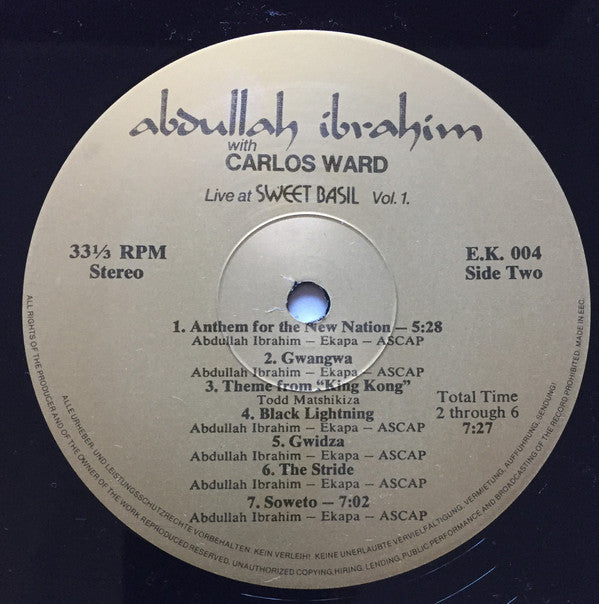 abdullah ibrahim
with
CARLOS WARD
Live at SWEET BASIL Vol. 1.
33⅓ RPM
Stereo
E.K. 004
Side Two
1. Anthem for the New Nation — 5:28
Abdullah Ibrahim — Ekapa — ASCAP
2. Gwangwa
Abdullah Ibrahim — Ekapa — ASCAP
3. Theme from "King Kong"
Todd Matshikiza
4. Black Lightning
Abdullah Ibrahim — Ekapa — ASCAP
5. Gwidza
Abdullah Ibrahim — Ekapa — ASCAP
6. The Stride
Abdullah Ibrahim — Ekapa — ASCAP
7. Soweto — 7:02
Abdullah Ibrahim — Ekapa — ASCAP
Total Time
2 through 6
7:27
ALLE URHEBER- UND LEISTUNGSSCHUTZRECHTE VORBEHALTEN. KEIN VERLEIH! KEINE UNERLAUBTE VERVIELFÄLTIGUNG, VERMIETUNG, AUFFÜHRUNG, SENDUNG!
ALL RIGHTS OF THE PRODUCER AND OF THE OWNER OF THE WORK REPRODUCED RESERVED. UNAUTHORIZED COPYING, HIRING, LENDING, PUBLIC PERFORMANCE AND BROADCASTING OF THE RECORD PROHIBITED. MADE IN EEC.